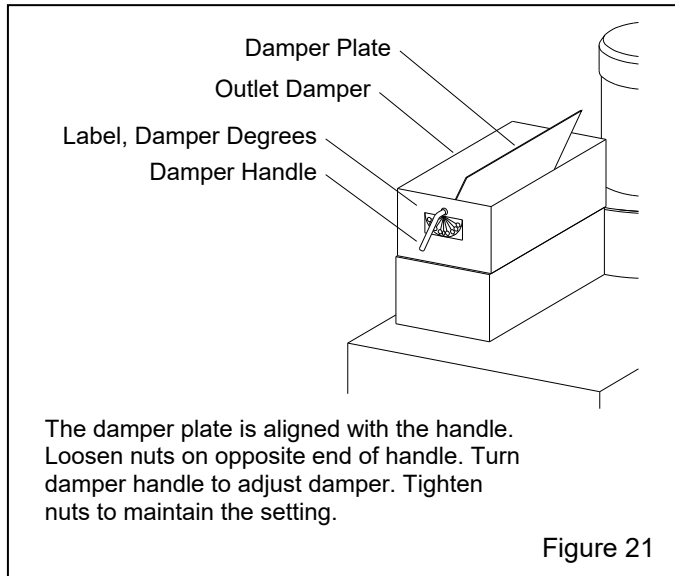 Damper Plate
Outlet Damper
Label, Damper Degrees
Damper Handle
The damper plate is aligned with the handle.
Loosen nuts on opposite end of handle. Turn
damper handle to adjust damper. Tighten
nuts to maintain the setting.
Figure 21